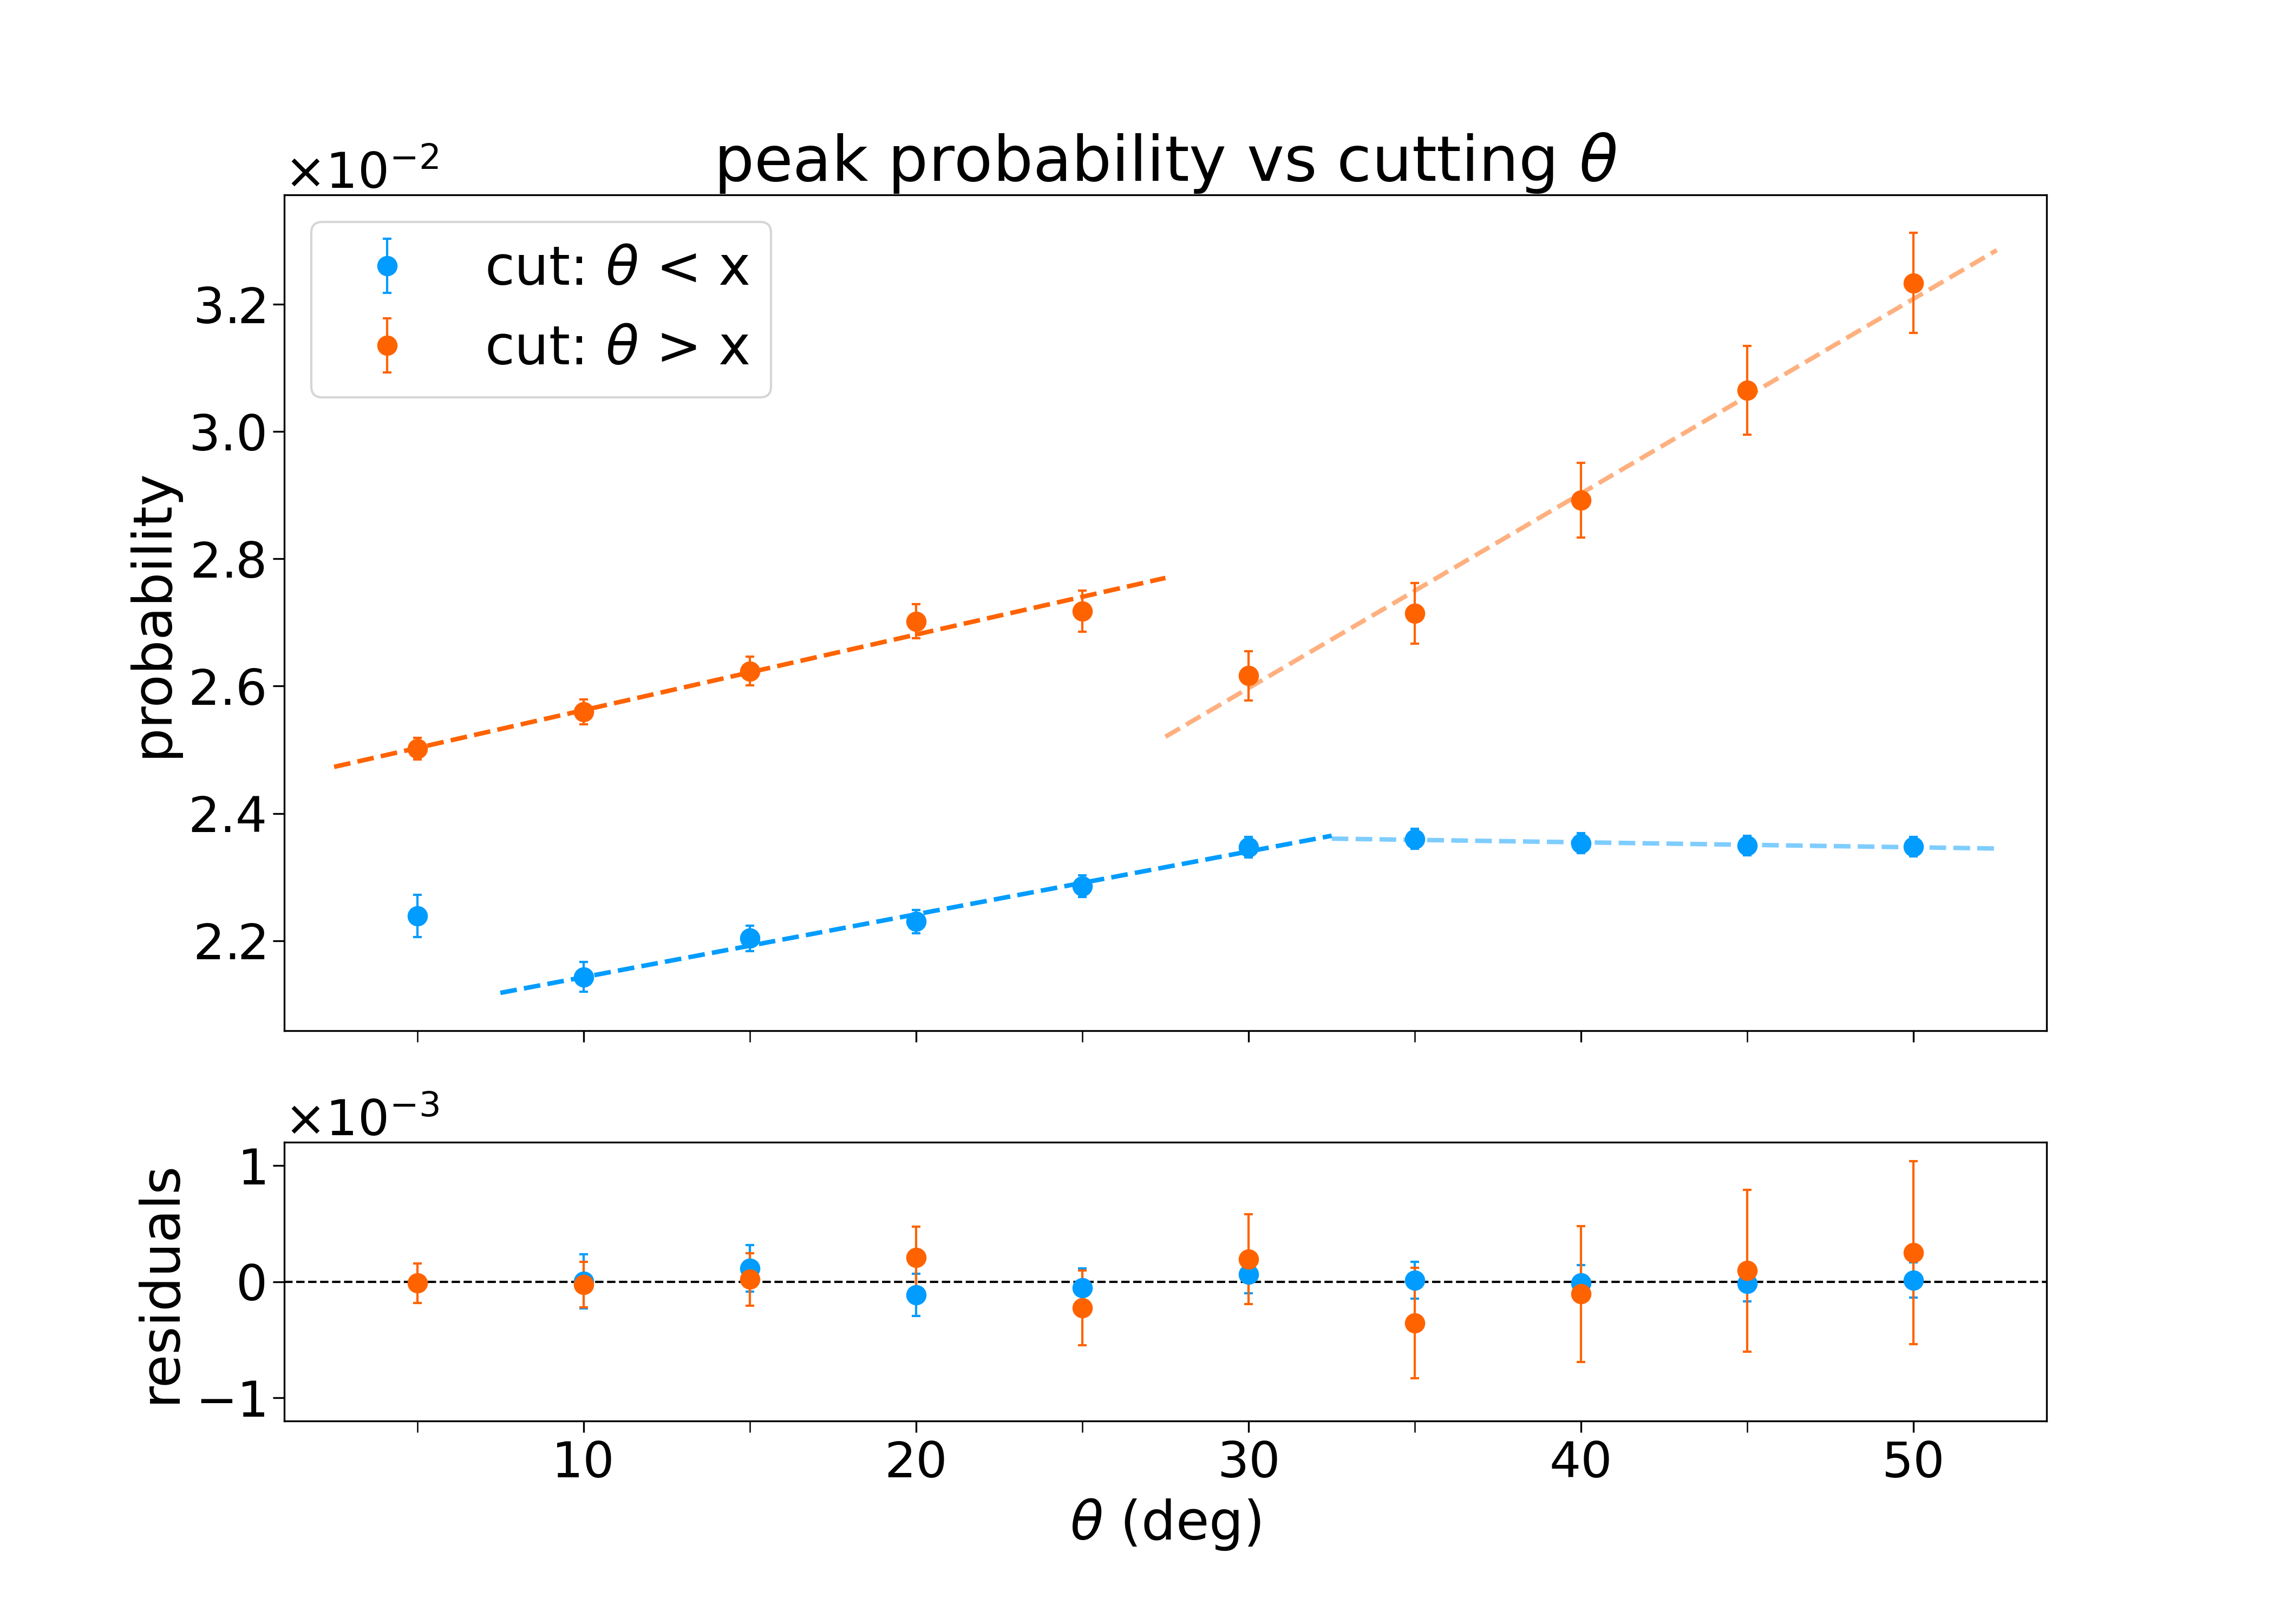 peak probability vs cutting θ
×10⁻²
cut: θ < x
cut: θ > x
3.2
3.0
2.8
2.6
2.4
2.2
probability
×10⁻³
1
0
−1
residuals
10 20 30 40 50
θ (deg)